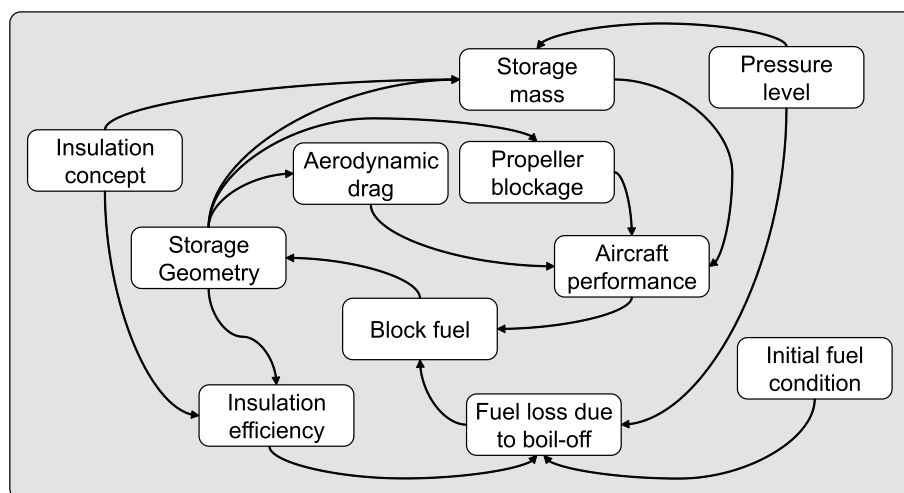 Storage
mass
Pressure
level
Insulation
concept
Aerodynamic
drag
Propeller
blockage
Storage
Geometry
Aircraft
performance
Block fuel
Initial fuel
condition
Insulation
efficiency
Fuel loss due
to boil-off